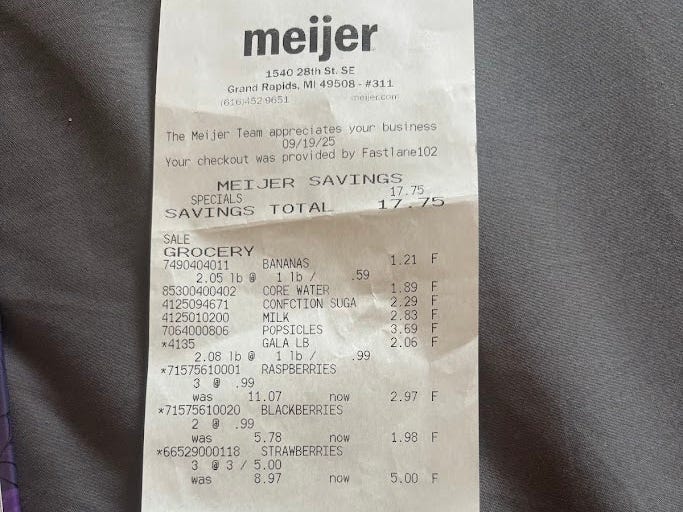 meijer
1540 28th St. SE
Grand Rapids, MI 49508 - #311
(616)452-9651 meijer.com
The Meijer Team appreciates your business
09/19/25
Your checkout was provided by Fastlane102
MEIJER SAVINGS
SPECIALS 17.75
SAVINGS TOTAL 17.75
SALE
GROCERY
7490404011 BANANAS 1.21 F
2.05 lb @ 1 lb / .59
85300400402 CORE WATER 1.89 F
4125094671 CONFCTION SUGA 2.29 F
4125010200 MILK 2.83 F
7064000806 POPSICLES 3.69 F
*4135 GALA LB 2.06 F
2.08 lb @ 1 lb / .99
*71575610001 RASPBERRIES
3 @ .99
was 11.07 now 2.97 F
*71575610020 BLACKBERRIES
2 @ .99
was 5.78 now 1.98 F
*66529000118 STRAWBERRIES
3 @ 3 / 5.00
was 8.97 now 5.00 F